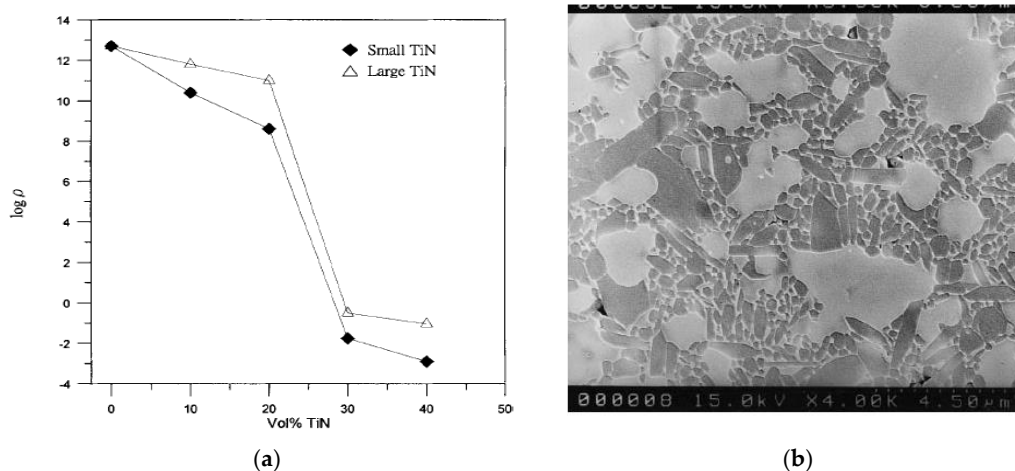 14
12
10
8
6
4
2
0
-2
-4
log ρ
◆ Small TiN
△ Large TiN
0 10 20 30 40 50
Vol% TiN
(a)
000008 15.0kV X4.00K 4.50μm
(b)